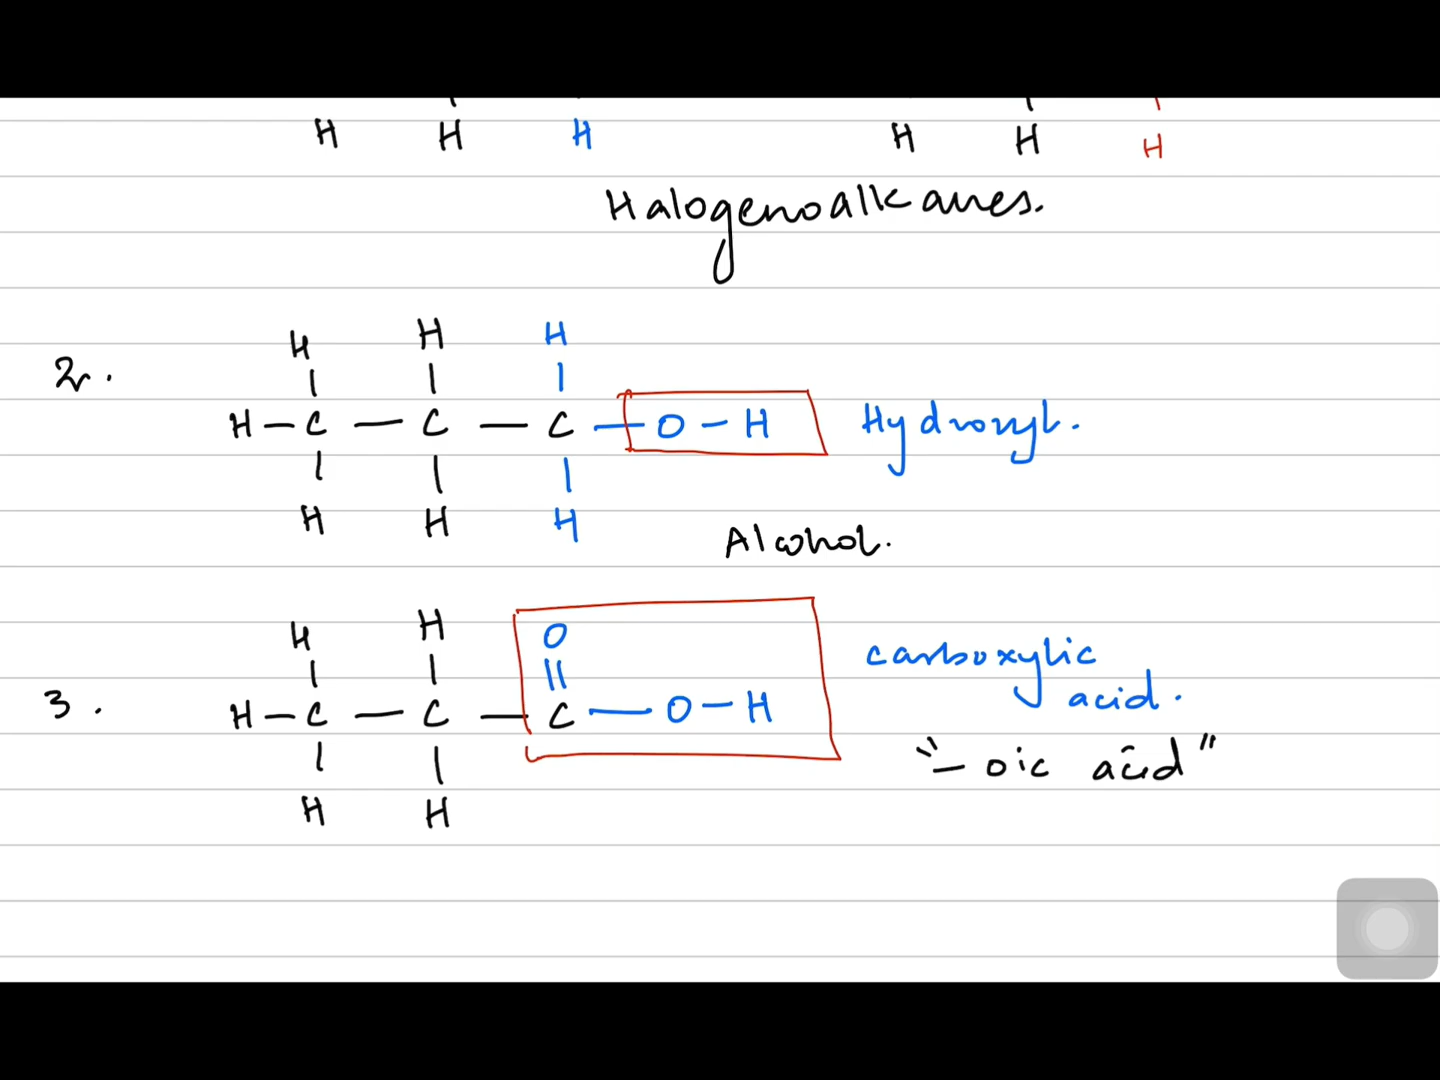 H H H H H H
Halogenoalkanes.
H H H
2.
H – C — C — C — O – H Hydroxyl.
H H H
Alcohol.
H H O
carboxylic
acid.
3.
H – C — C — C — O – H
"– oic acid"
H H